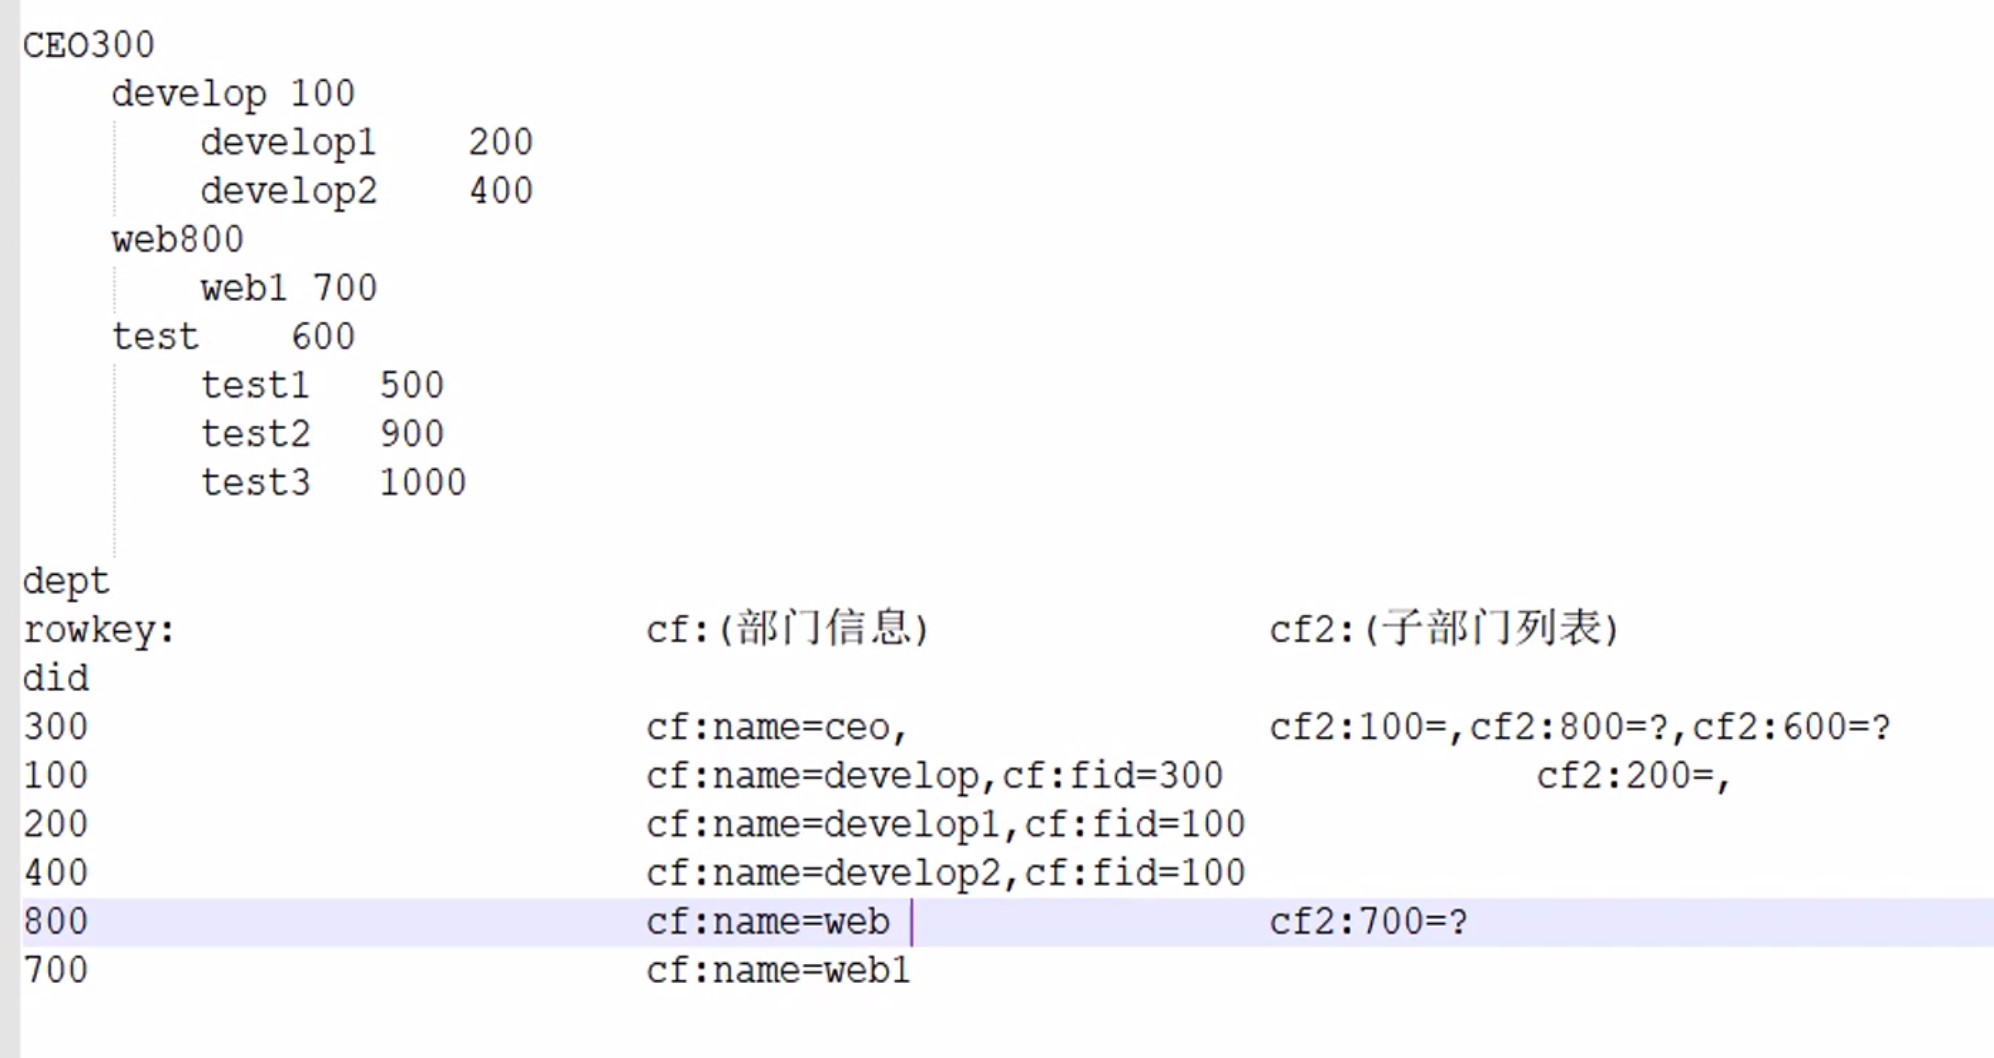 CEO300
develop 100
develop1 200
develop2 400
web800
web1 700
test 600
test1 500
test2 900
test3 1000
dept
rowkey: cf:(部门信息) cf2:(子部门列表)
did
300 cf:name=ceo, cf2:100=,cf2:800=?,cf2:600=?
100 cf:name=develop,cf:fid=300 cf2:200=,
200 cf:name=develop1,cf:fid=100
400 cf:name=develop2,cf:fid=100
800 cf:name=web cf2:700=?
700 cf:name=web1